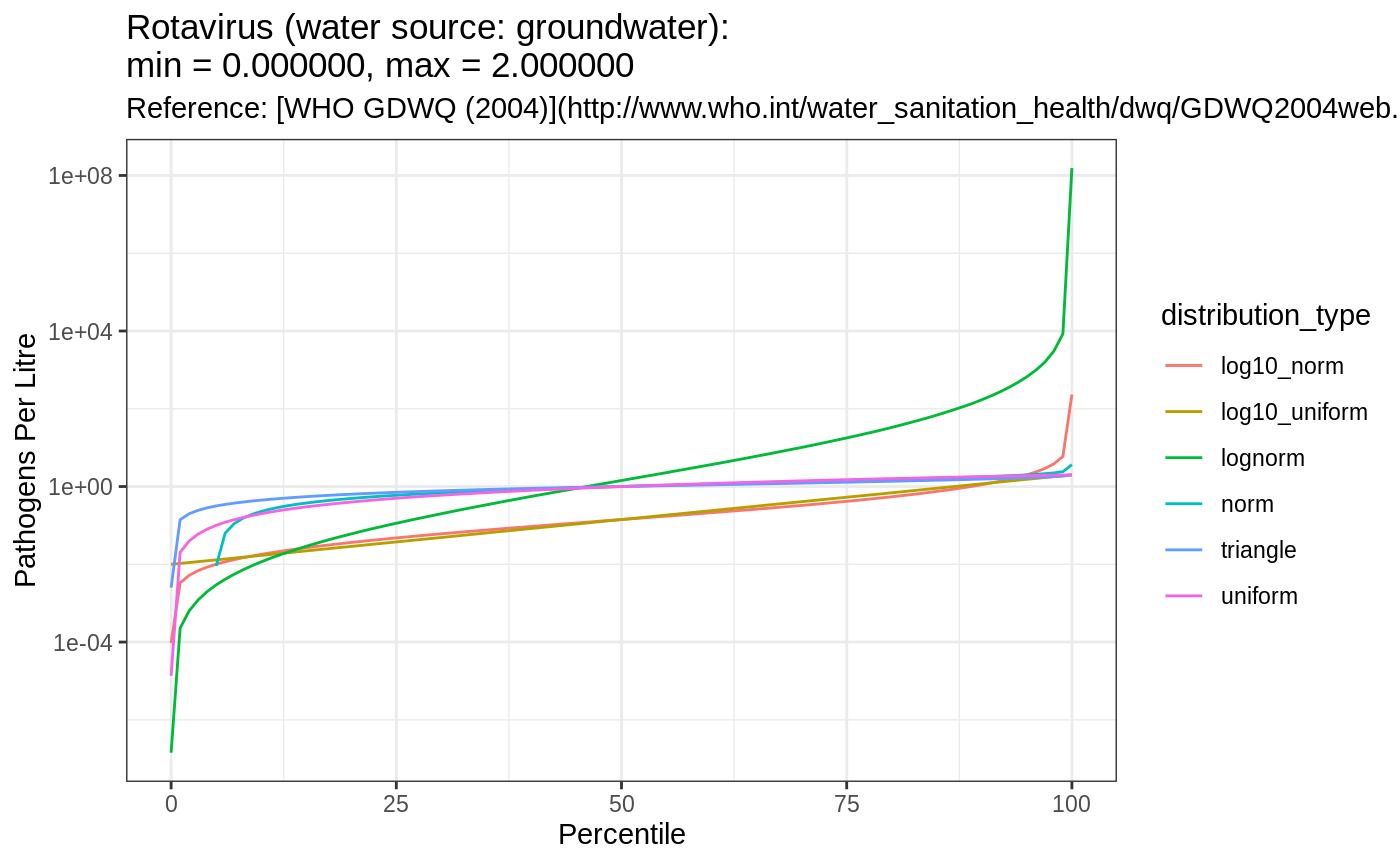 Rotavirus (water source: groundwater):
min = 0.000000, max = 2.000000
Reference: [WHO GDWQ (2004)](http://www.who.int/water_sanitation_health/dwq/GDWQ2004web.
1e+08
1e+04
1e+00
1e-04
Pathogens Per Litre
0 25 50 75 100
Percentile
distribution_type
log10_norm
log10_uniform
lognorm
norm
triangle
uniform